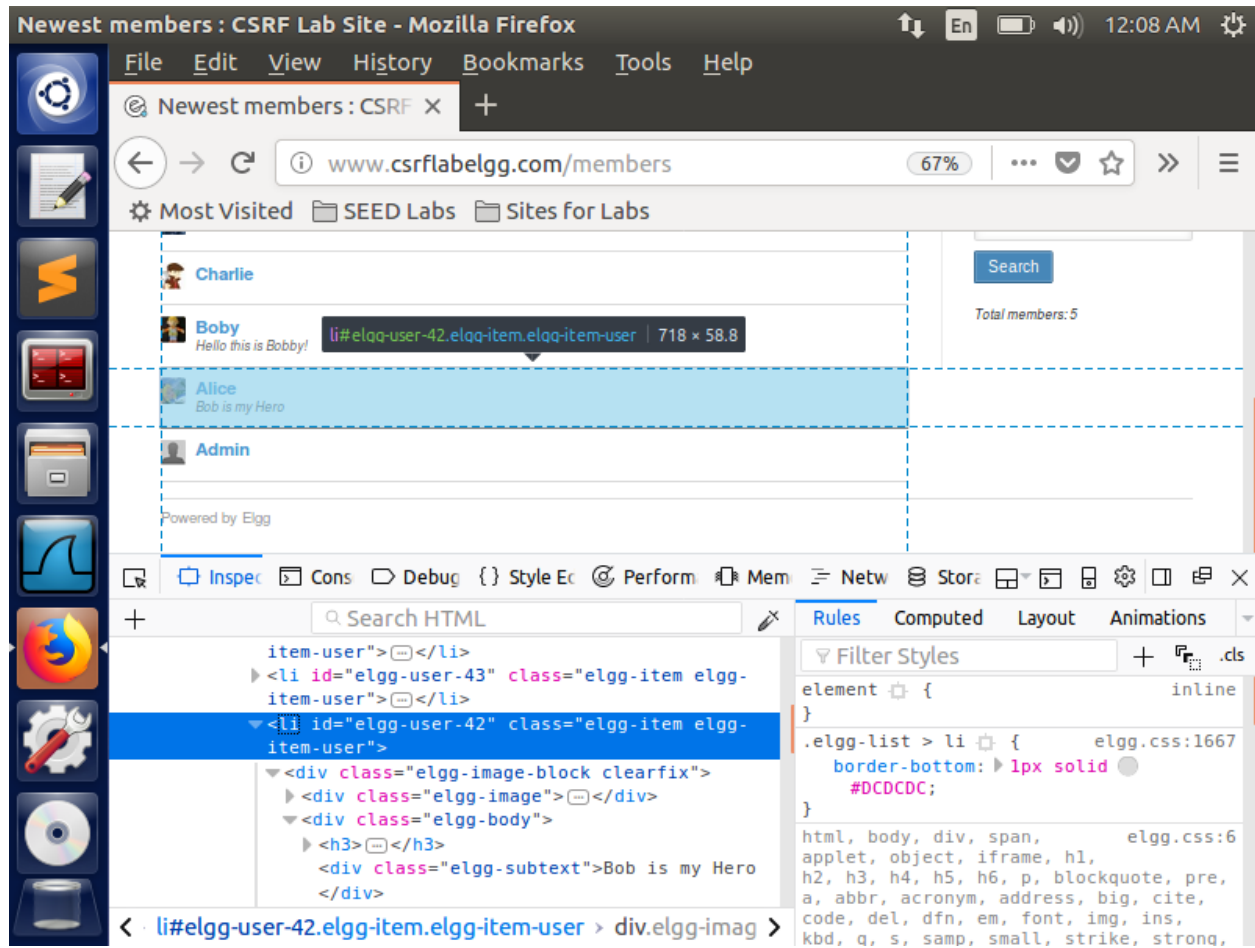 Newest members : CSRF Lab Site - Mozilla Firefox
En
12:08 AM
File Edit View History Bookmarks Tools Help
Newest members : CSRF
www.csrflabelgg.com/members
67%
Most Visited SEED Labs Sites for Labs
Charlie
Search
Boby
Hello this is Bobby!
li#elgg-user-42.elgg-item.elgg-item-user 718 × 58.8
Total members: 5
Alice
Bob is my Hero
Admin
Powered by Elgg
Inspec Cons Debug {} Style Ec Perform Mem Netw Stora
+ Search HTML
item-user"></li>
<li id="elgg-user-43" class="elgg-item elgg-
item-user"></li>
<li id="elgg-user-42" class="elgg-item elgg-
item-user">
<div class="elgg-image-block clearfix">
<div class="elgg-image"></div>
<div class="elgg-body">
<h3></h3>
<div class="elgg-subtext">Bob is my Hero
</div>
li#elgg-user-42.elgg-item.elgg-item-user › div.elgg-imag
Rules Computed Layout Animations
Filter Styles + .cls
element { inline
}
.elgg-list > li { elgg.css:1667
border-bottom: 1px solid
#DCDCDC;
}
html, body, div, span, elgg.css:6
applet, object, iframe, h1,
h2, h3, h4, h5, h6, p, blockquote, pre,
a, abbr, acronym, address, big, cite,
code, del, dfn, em, font, img, ins,
kbd, q, s, samp, small, strike, strong,